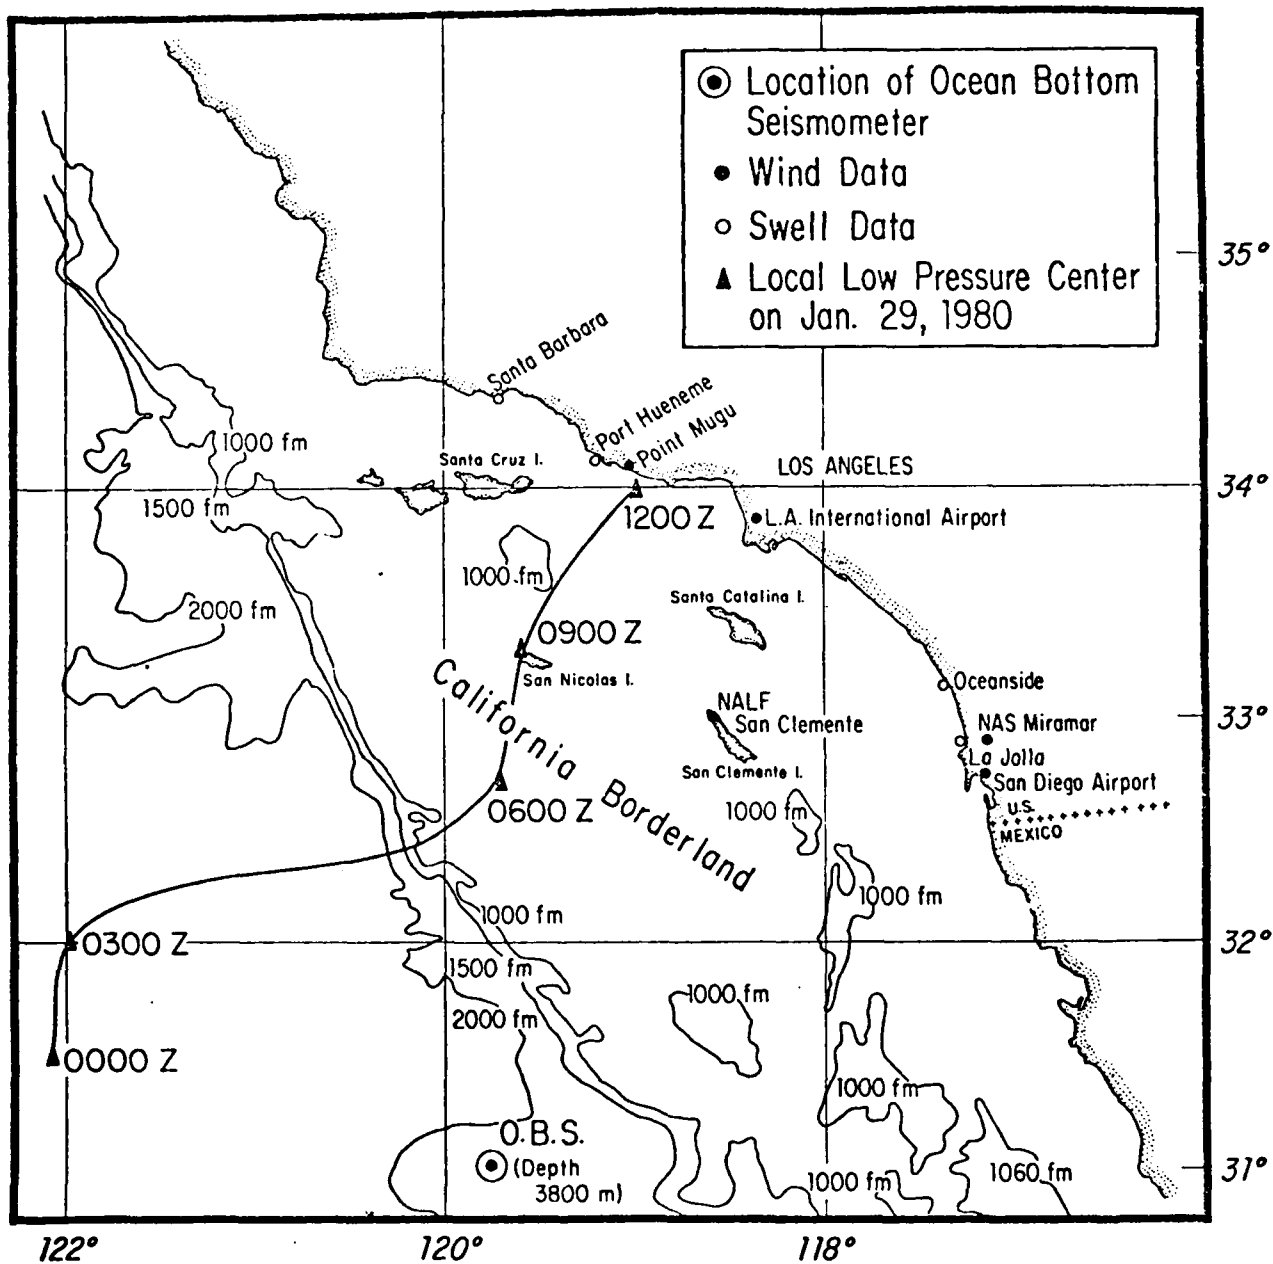 Location of Ocean Bottom
Seismometer
Wind Data
Swell Data
Local Low Pressure Center
on Jan. 29, 1980
35°
Santa Barbara
Port Hueneme
Point Mugu
1000 fm
Santa Cruz I.
LOS ANGELES
34°
1500 fm
1200 Z
L.A. International Airport
1000 fm
Santa Catalina I.
2000 fm
0900 Z
San Nicolas I.
Oceanside
California Borderland
NALF
San Clemente
NAS Miramar
33°
La Jolla
San Clemente I.
San Diego Airport
0600 Z
1000 fm
U.S.
MEXICO
1000 fm
1000 fm
0300 Z
32°
1500 fm
1000 fm
2000 fm
0000 Z
1000 fm
O.B.S.
(Depth
3800 m)
1000 fm
1060 fm
31°
122°
120°
118°